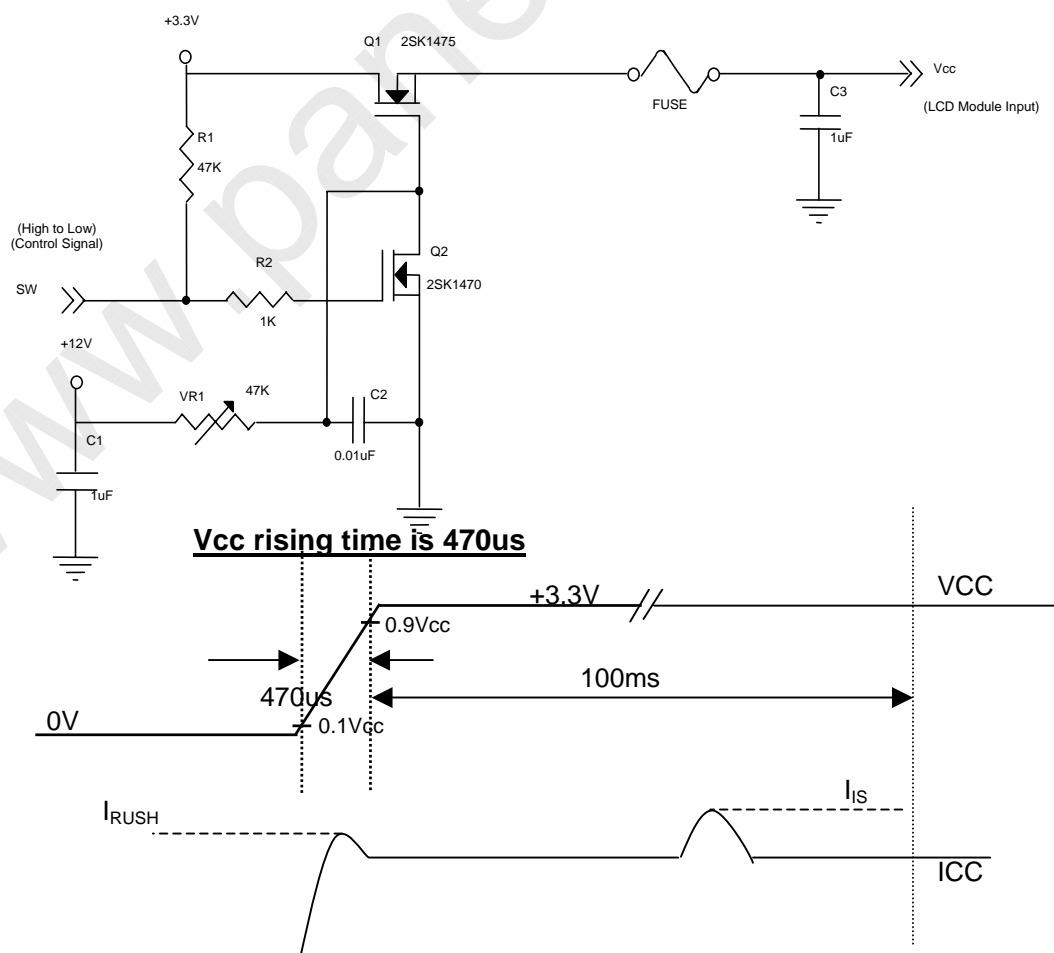 +3.3V
Q1 2SK1475
Vcc
FUSE
C3
(LCD Module Input)
1uF
R1
47K
(High to Low)
(Control Signal)
SW
R2
1K
Q2
2SK1470
+12V
VR1
47K
C2
0.01uF
C1
1uF
Vcc rising time is 470us
+3.3V
VCC
0.9Vcc
470us
100ms
0V
0.1Vcc
IRUSH
IIS
ICC
www.pane